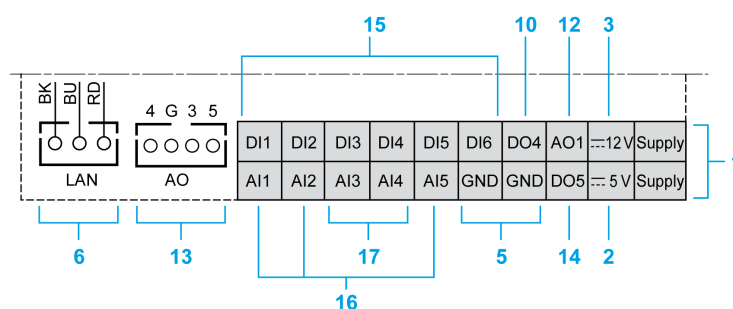 15 10 12 3
BK BU RD
4 G 3 5
DI1 DI2 DI3 DI4 DI5 DI6 DO4 AO1 ⎓12 V Supply
LAN AO AI1 AI2 AI3 AI4 AI5 GND GND DO5 ⎓ 5 V Supply
6 13 17 5 14 2
16